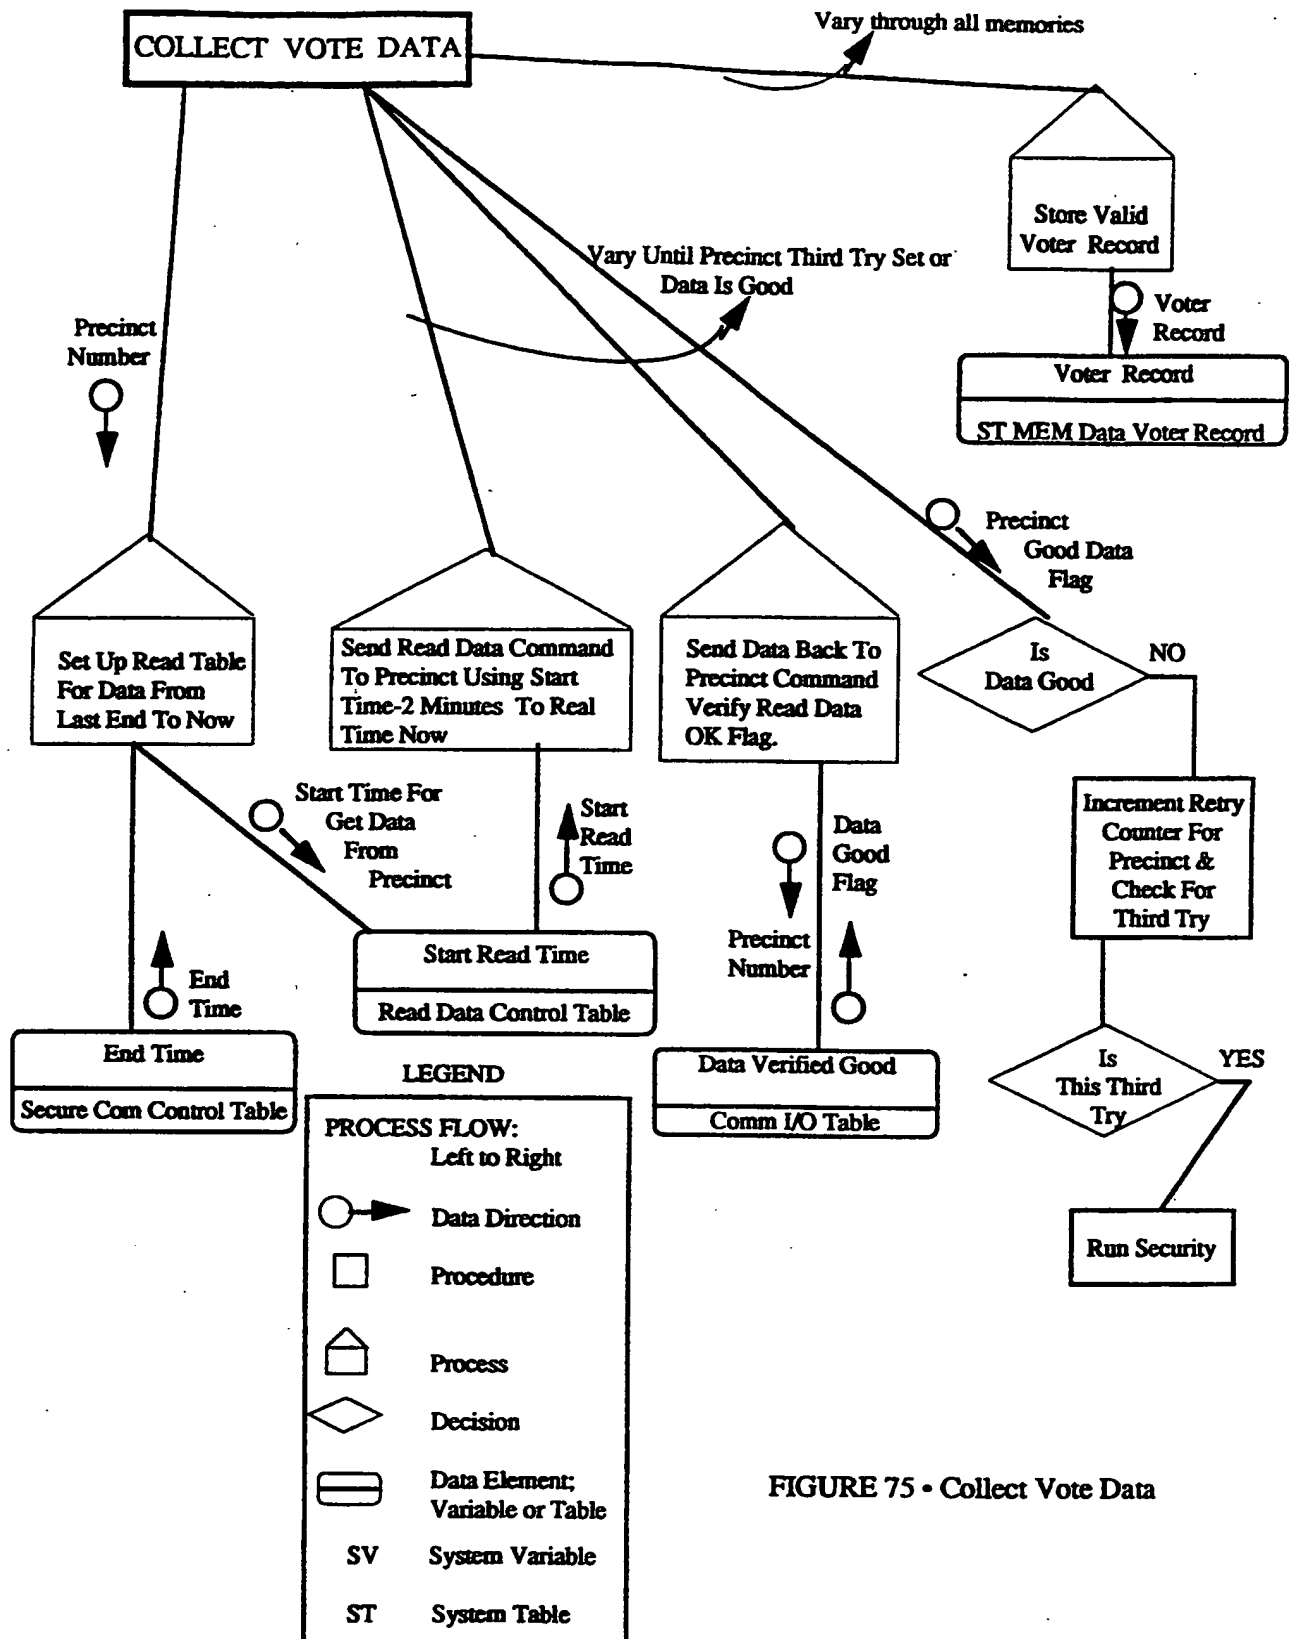 COLLECT VOTE DATA
Vary through all memories
Store Valid
Voter Record
Vary Until Precinct Third Try Set or
Data Is Good
Voter
Record
Precinct
Number
Voter Record
ST MEM Data Voter Record
Precinct
Good Data
Flag
Set Up Read Table
For Data From
Last End To Now
Send Read Data Command
To Precinct Using Start
Time-2 Minutes To Real
Time Now
Send Data Back To
Precinct Command
Verify Read Data
OK Flag.
Is
Data Good
NO
Start Time For
Get Data
From
Precinct
Start
Read
Time
Data
Good
Flag
Increment Retry
Counter For
Precinct &
Check For
Third Try
Precinct
Number
End
Time
Start Read Time
Read Data Control Table
End Time
Secure Com Control Table
Data Verified Good
Comm I/O Table
Is
This Third
Try
YES
Run Security
LEGEND
PROCESS FLOW:
Left to Right
Data Direction
Procedure
Process
Decision
Data Element;
Variable or Table
SV System Variable
ST System Table
FIGURE 75 • Collect Vote Data